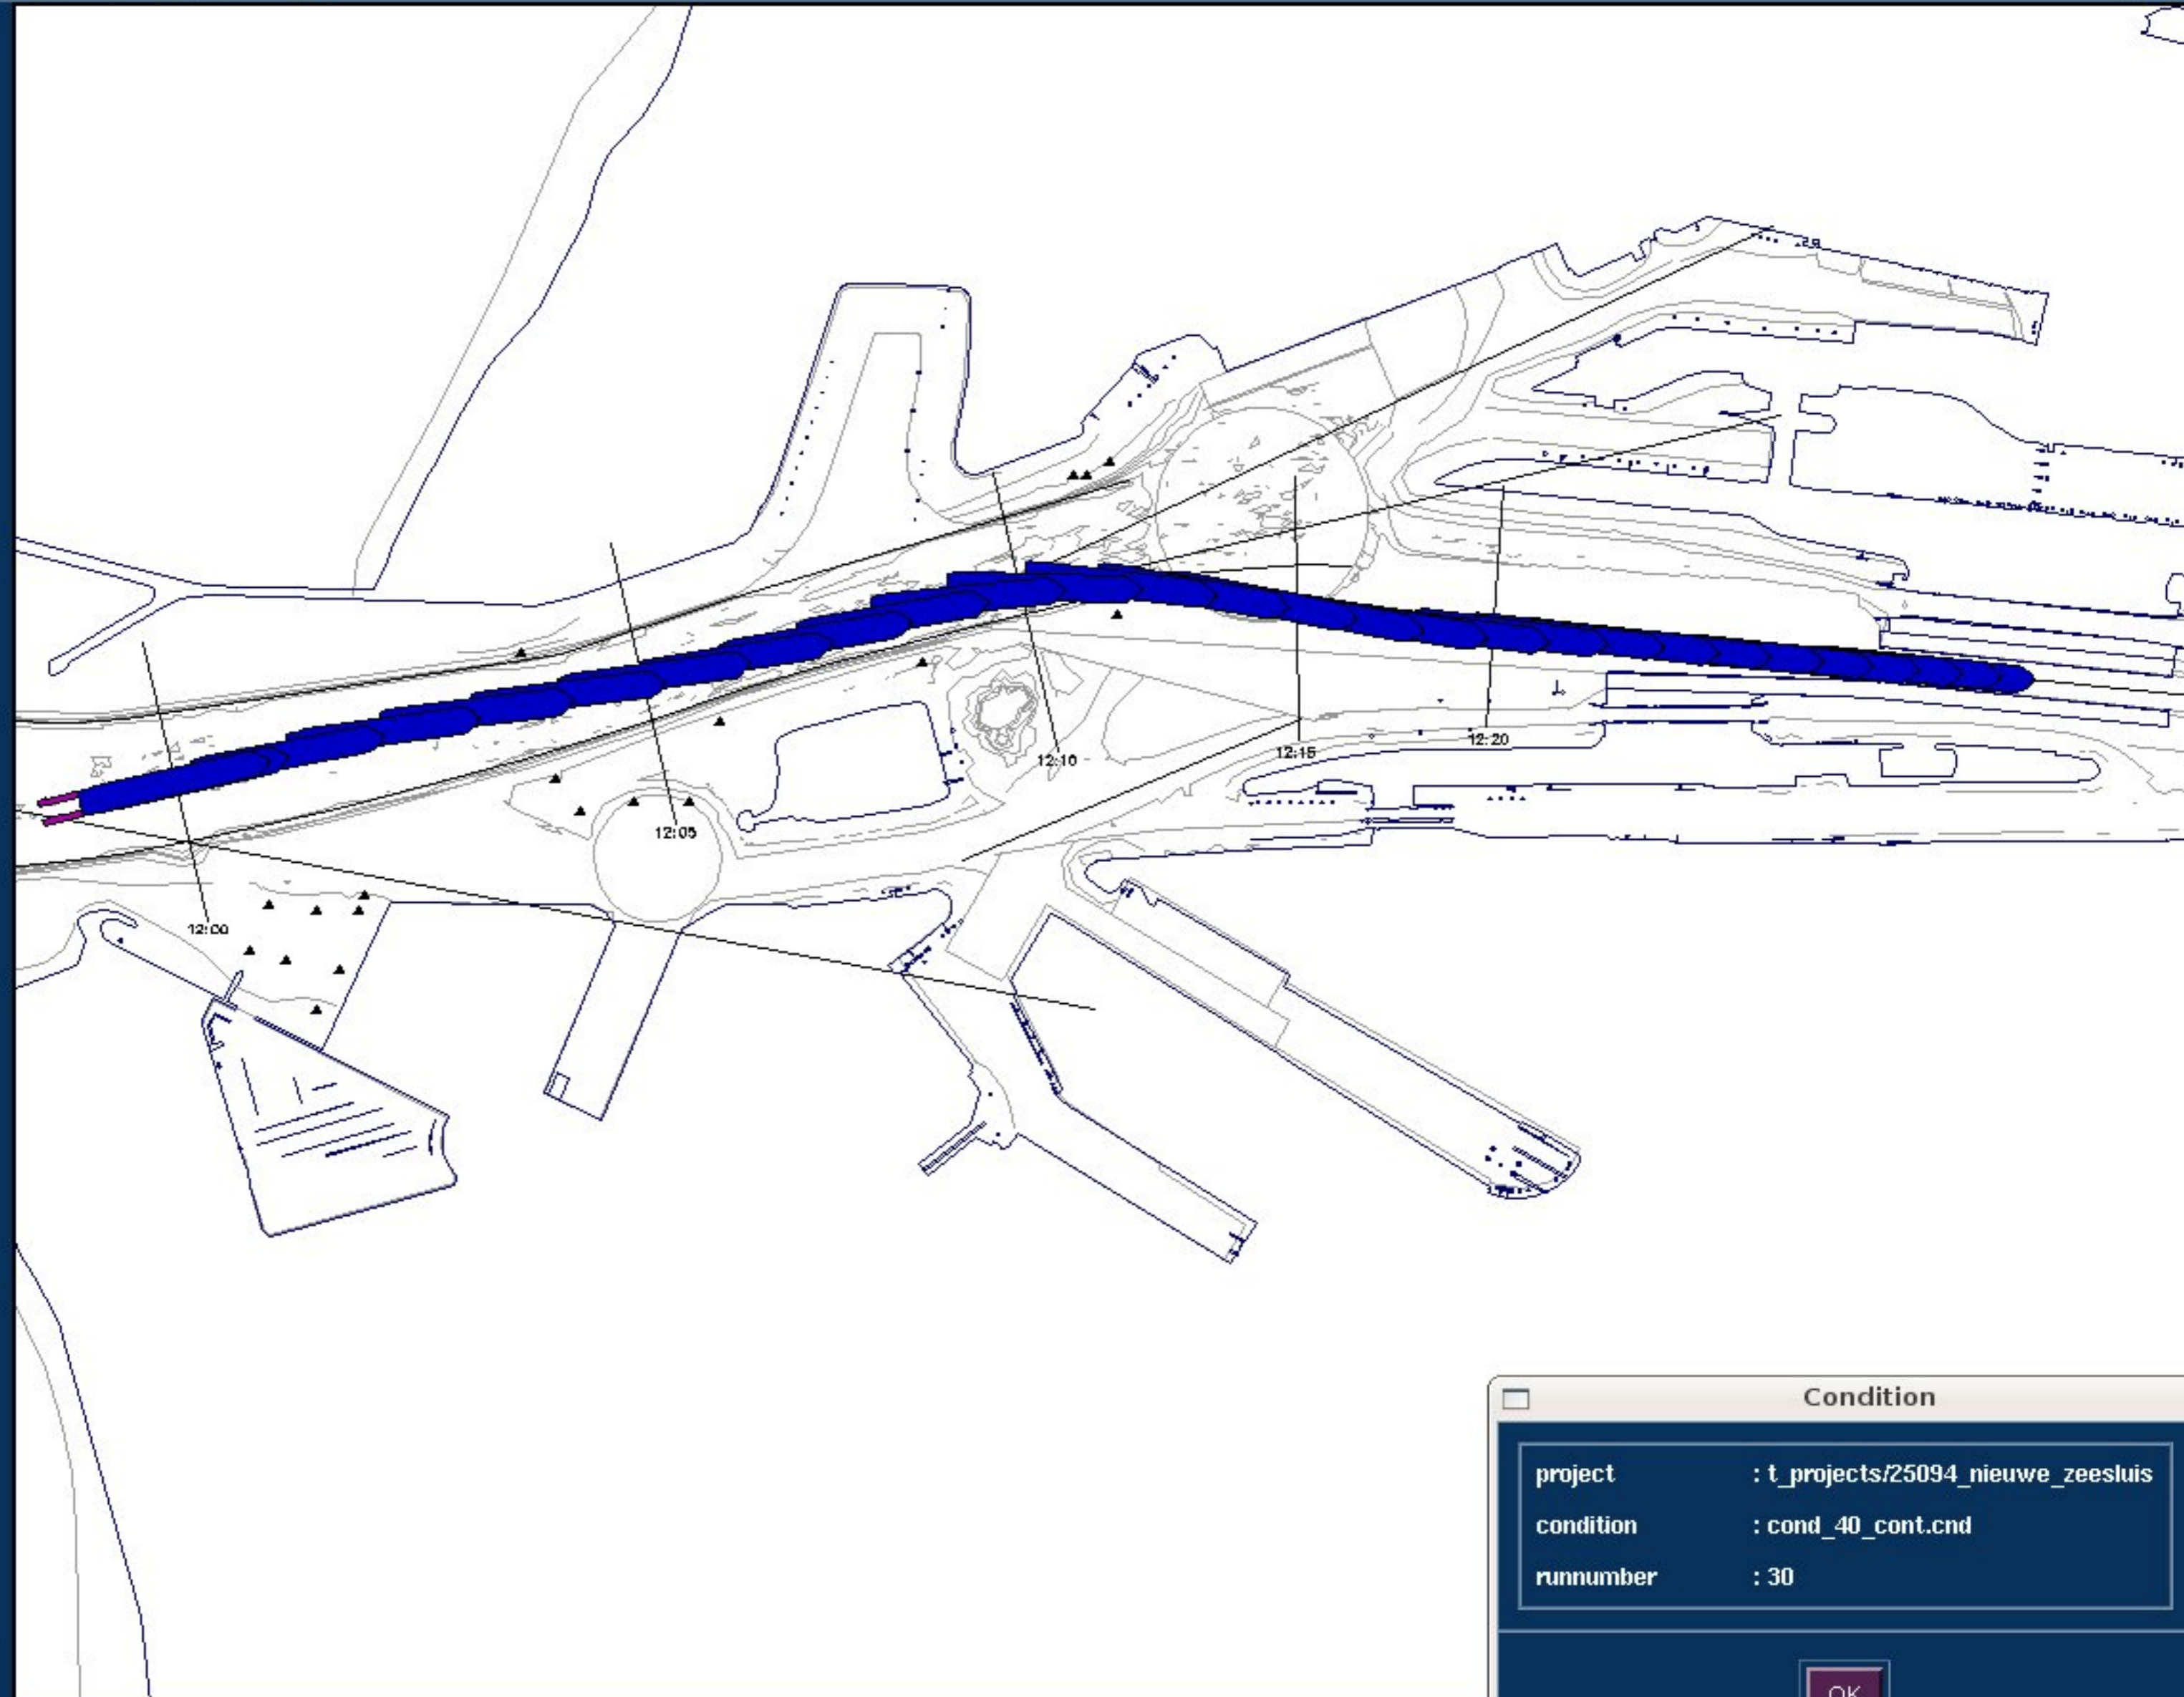 12:10
12:15
12:20
12:05
12:00
Condition
project : t_projects/25094_nieuwe_zeesluis
condition : cond_40_cont.cnd
runnumber : 30
OK